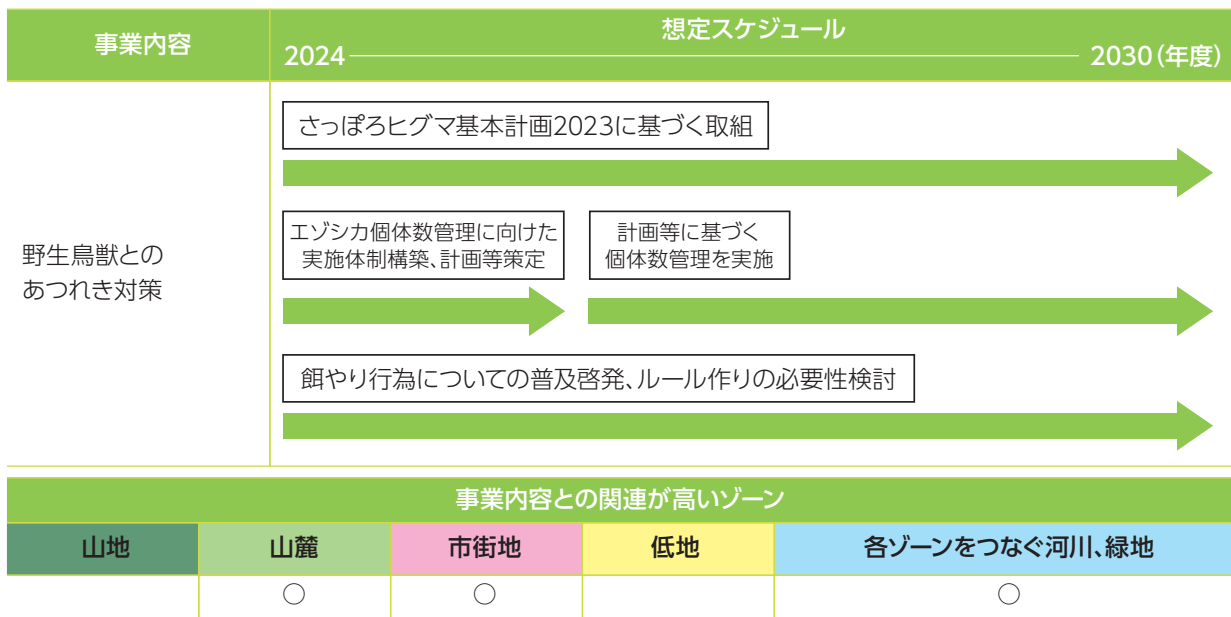 事業内容
想定スケジュール
2024
2030(年度)
野生鳥獣との
あつれき対策
さっぽろヒグマ基本計画2023に基づく取組
エゾシカ個体数管理に向けた
実施体制構築、計画等策定
計画等に基づく
個体数管理を実施
餌やり行為についての普及啓発、ルール作りの必要性検討
事業内容との関連が高いゾーン
山地 山麓 市街地 低地 各ゾーンをつなぐ河川、緑地
○ ○ ○